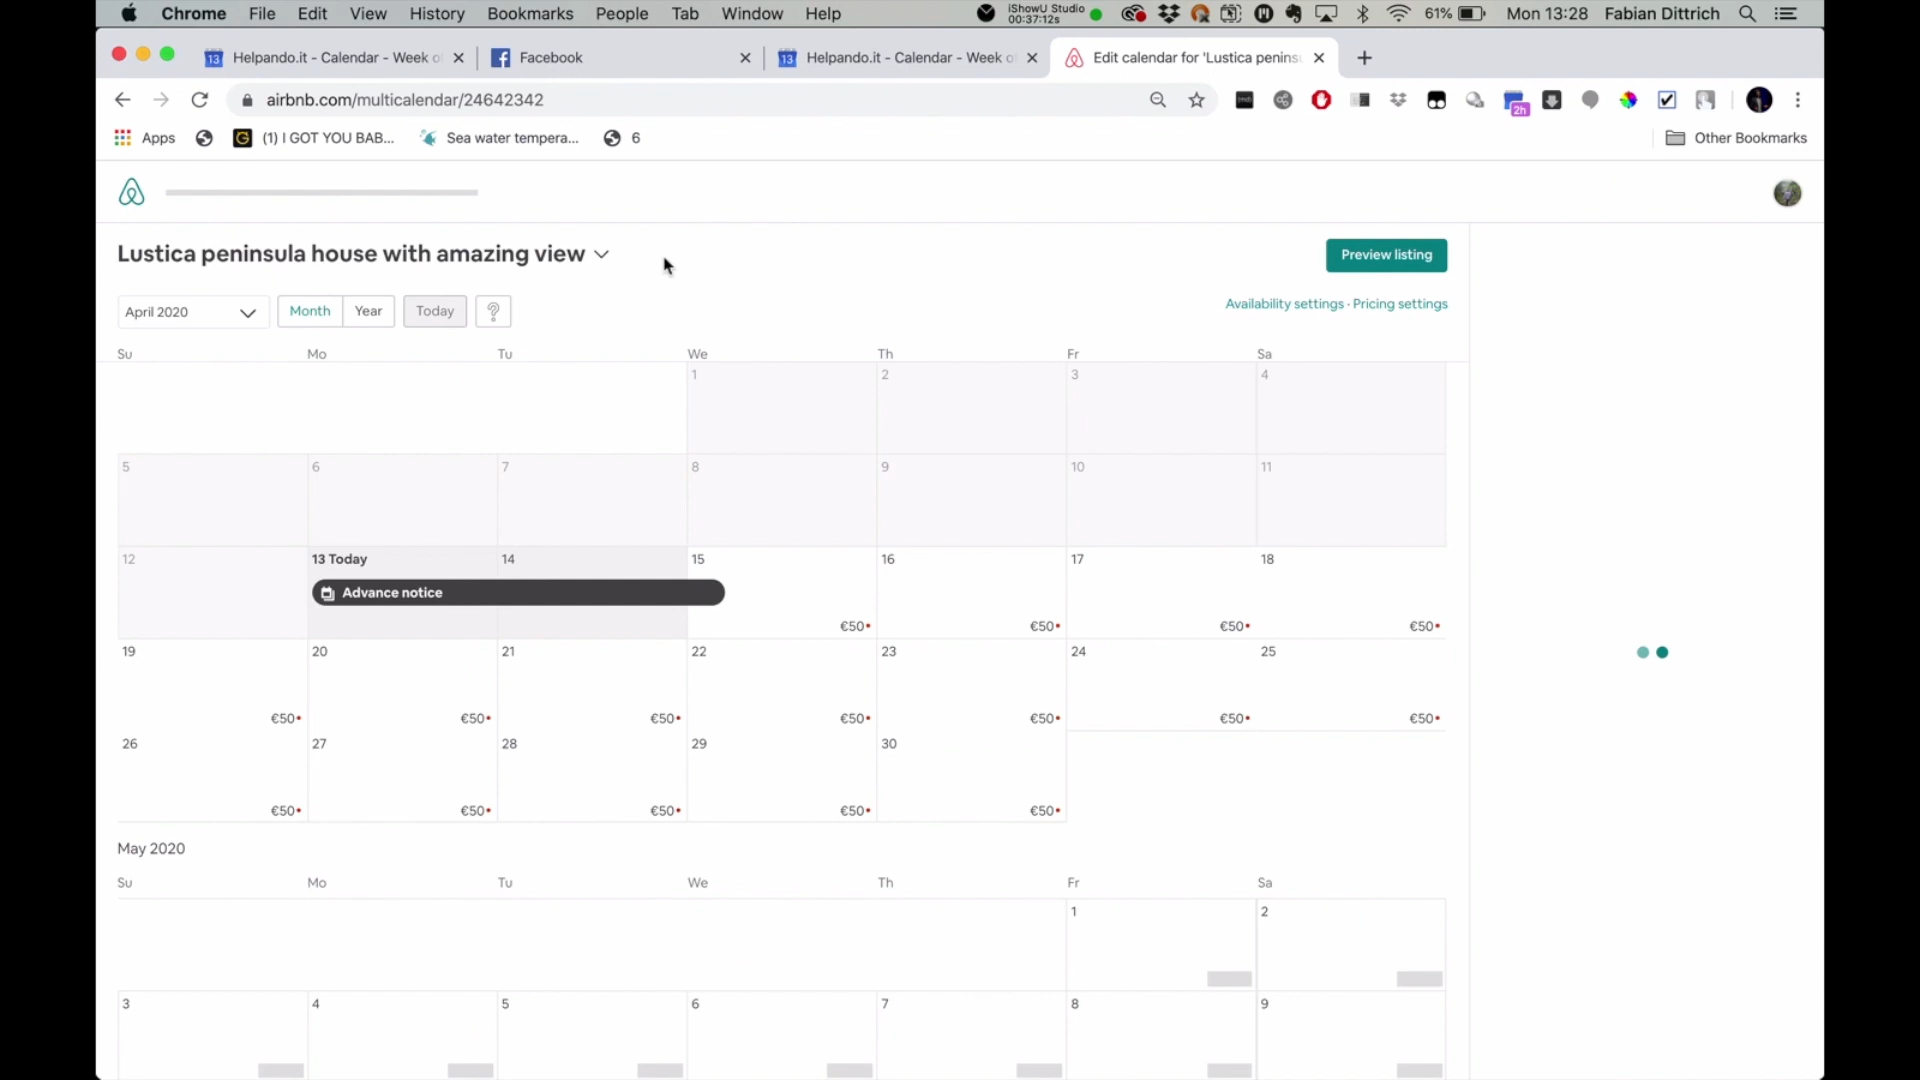 Chrome File Edit View History Bookmarks People Tab Window Help iShowU Studio 00:37:12s 61% Mon 13:28 Fabian Dittrich
13 Helpando.it - Calendar - Week of Facebook 13 Helpando.it - Calendar - Week of Edit calendar for 'Lustica penins
airbnb.com/multicalendar/24642342 2h
Apps (1) I GOT YOU BAB... Sea water tempera... 6 Other Bookmarks
Lustica peninsula house with amazing view Preview listing
April 2020 Month Year Today ? Availability settings · Pricing settings
Su Mo Tu We Th Fr Sa
1 2 3 4
5 6 7 8 9 10 11
12 13 Today 14 15 16 17 18
Advance notice
€50 €50 €50 €50
19 20 21 22 23 24 25
€50 €50 €50 €50 €50 €50 €50
26 27 28 29 30
€50 €50 €50 €50 €50
May 2020
Su Mo Tu We Th Fr Sa
1 2
3 4 5 6 7 8 9